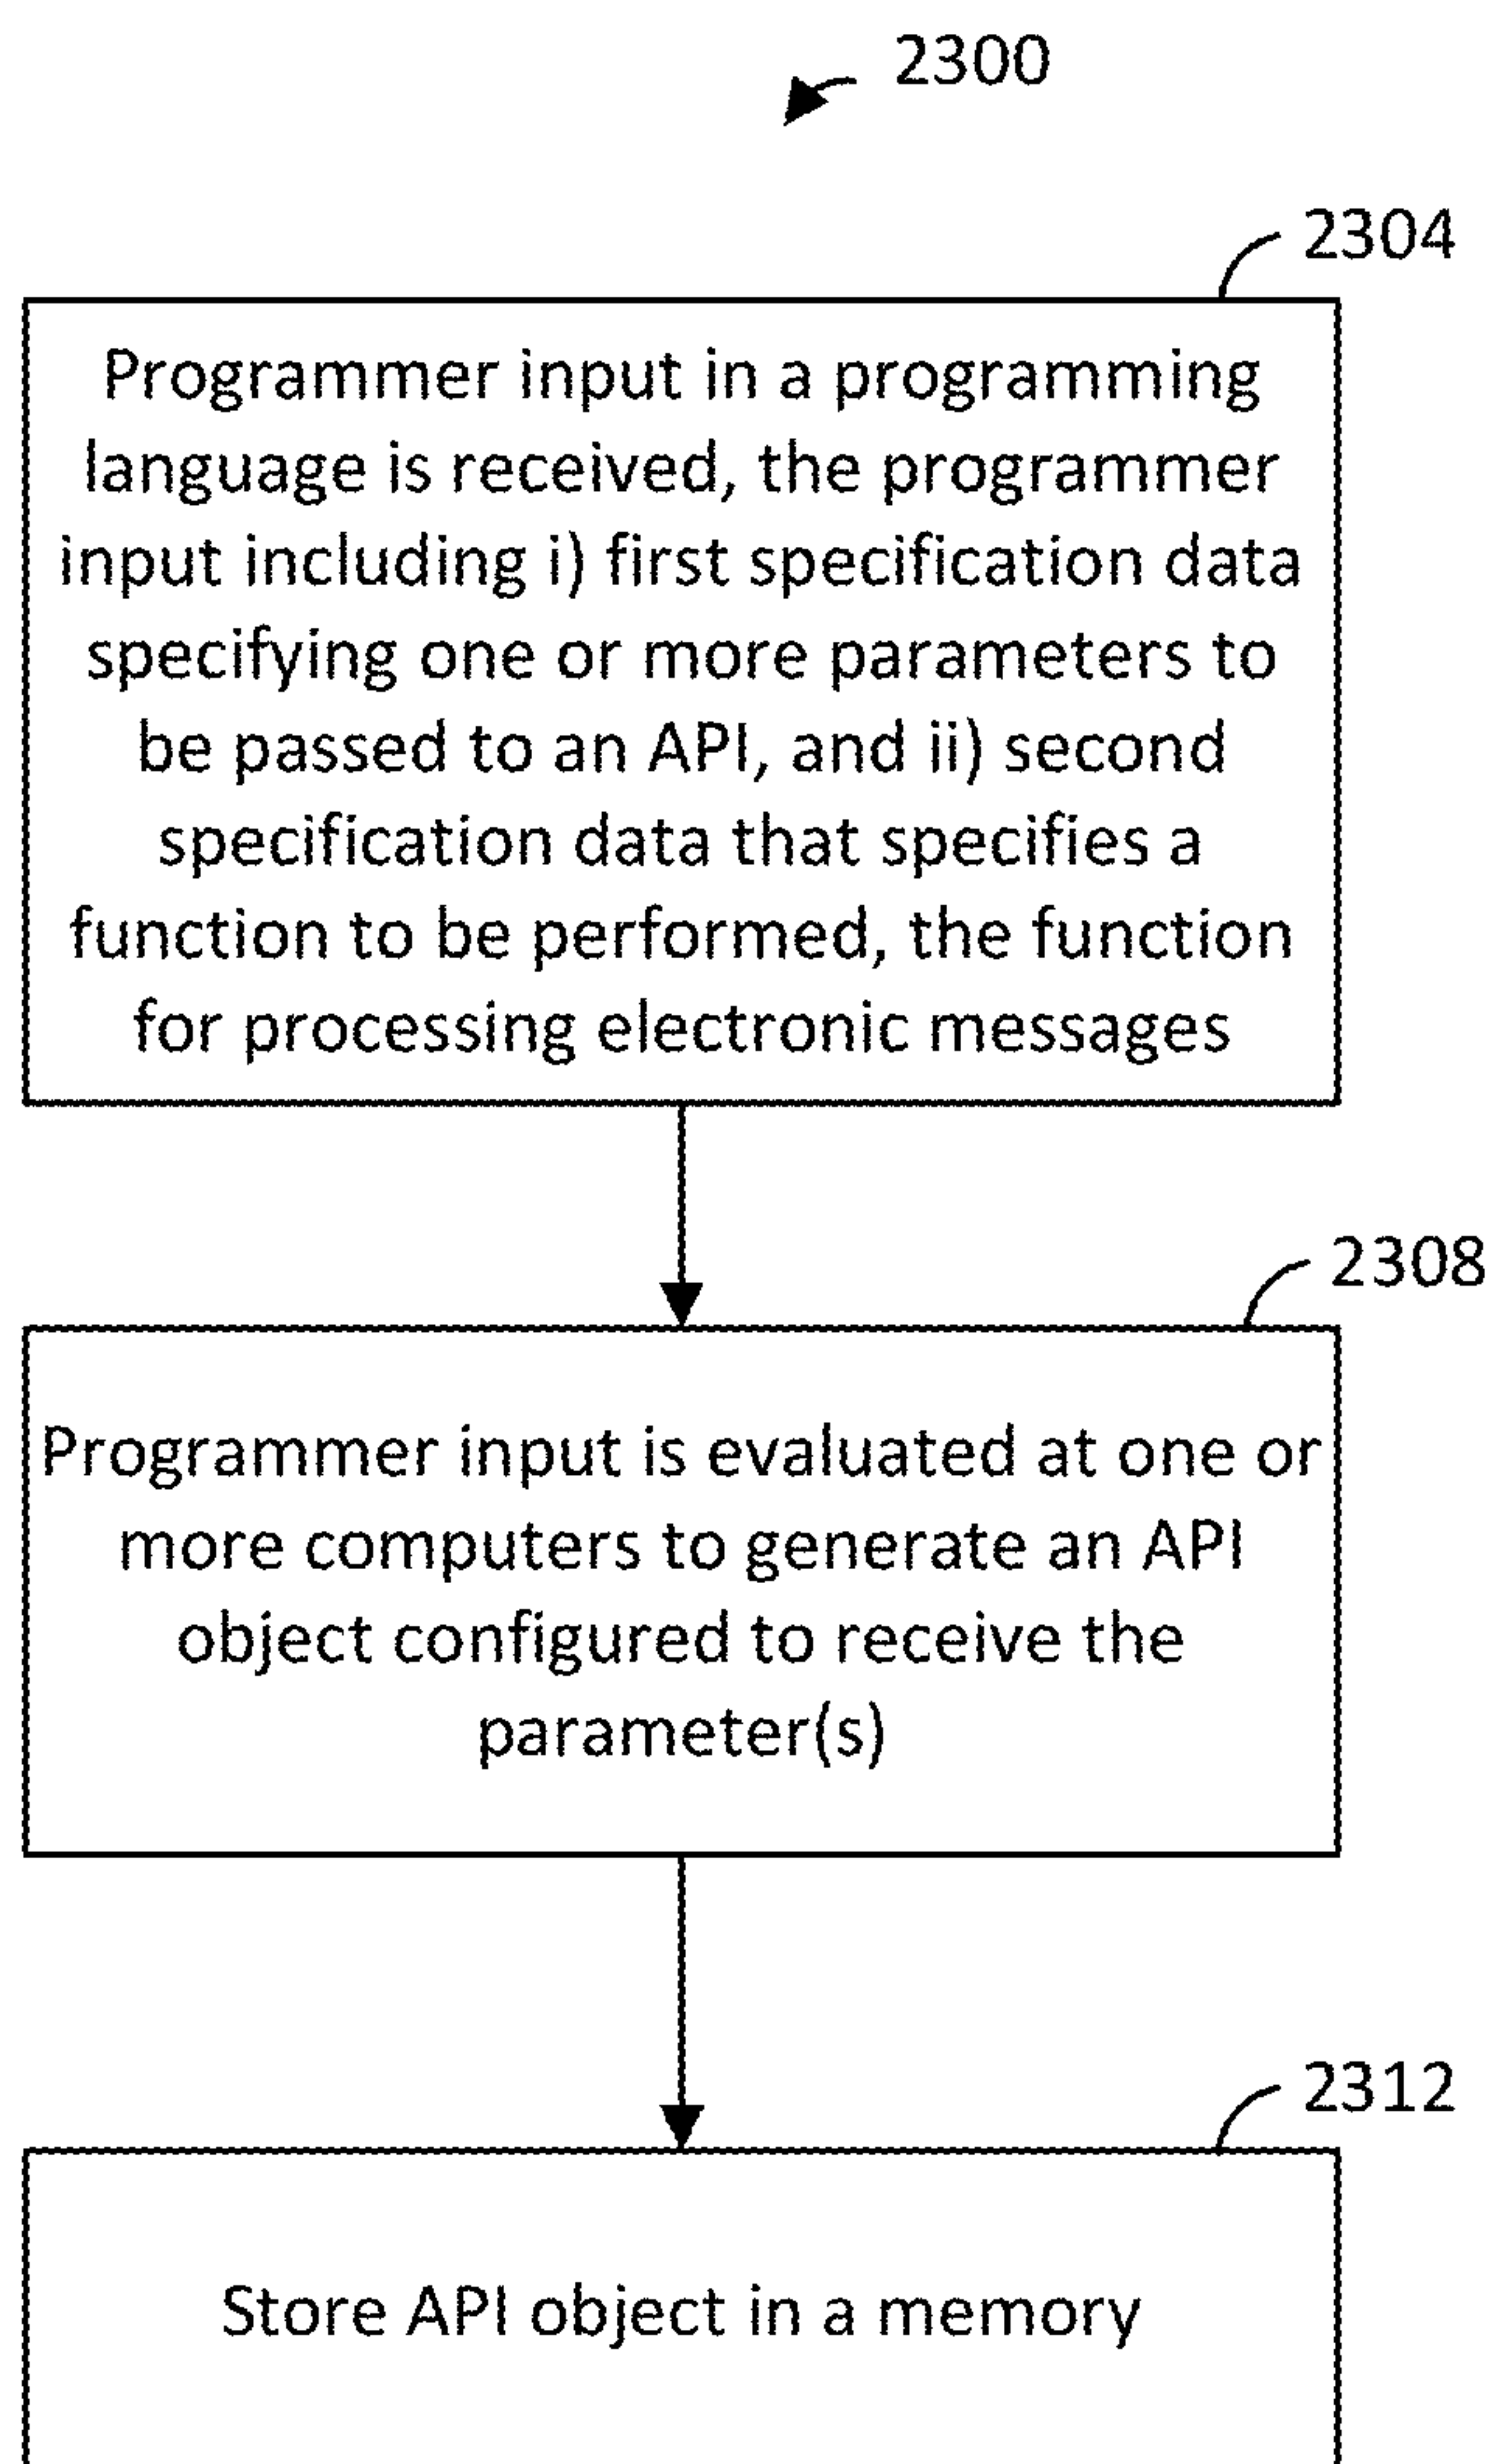 2300
2304
Programmer input in a programming
language is received, the programmer
input including i) first specification data
specifying one or more parameters to
be passed to an API, and ii) second
specification data that specifies a
function to be performed, the function
for processing electronic messages
2308
Programmer input is evaluated at one or
more computers to generate an API
object configured to receive the
parameter(s)
2312
Store API object in a memory